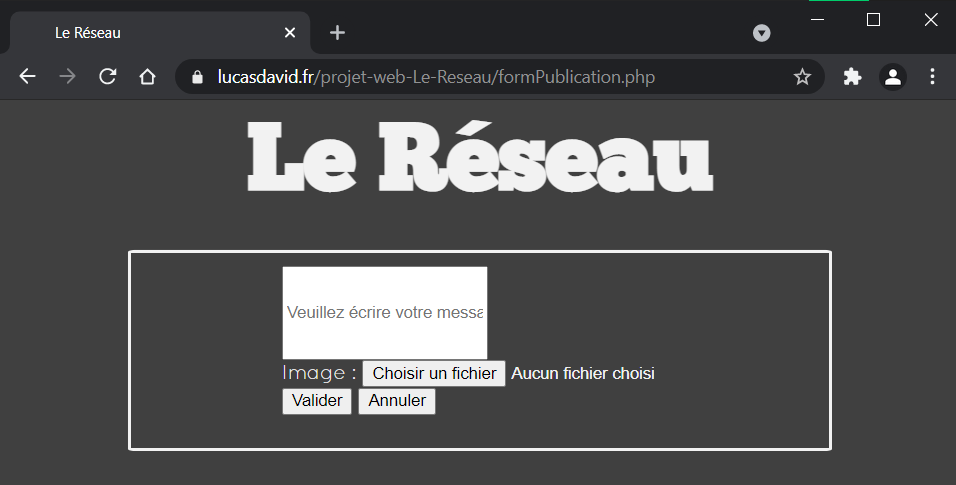 Le Réseau
lucasdavid.fr/projet-web-Le-Reseau/formPublication.php
Le Réseau
Veuillez écrire votre messa
Image : Choisir un fichier Aucun fichier choisi
Valider Annuler